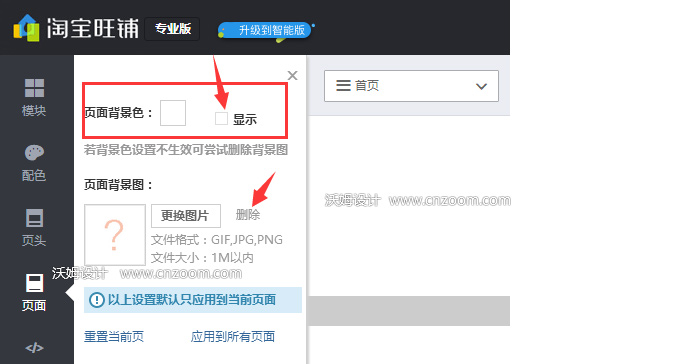 淘宝旺铺 专业版 升级到智能版
模块
配色
页头
页面
</>
页面背景色： 显示
若背景色设置不生效可尝试删除背景图
页面背景图：
?
更换图片 删除
文件格式：GIF,JPG,PNG
文件大小：1M以内
沃姆设计 www.cnzoom.com
以上设置默认只应用到当前页面
重置当前页 应用到所有页面
首页
沃姆设计 www.cnzoom.com